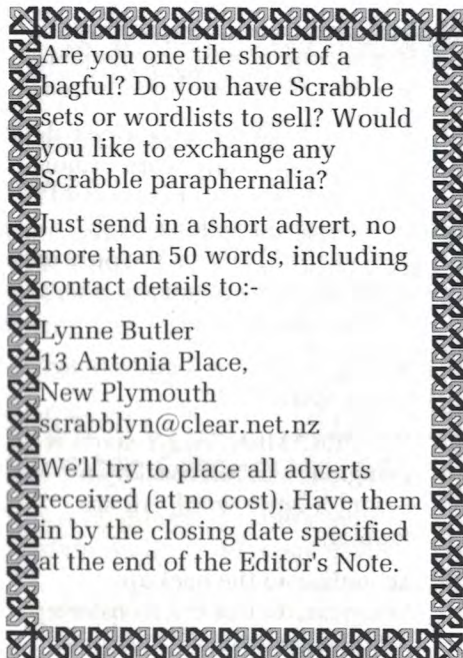 Are you one tile short of a
bagful? Do you have Scrabble
sets or wordlists to sell? Would
you like to exchange any
Scrabble paraphernalia?
Just send in a short advert, no
more than 50 words, including
contact details to:-
Lynne Butler
13 Antonia Place,
New Plymouth
scrabblyn@clear.net.nz
We'll try to place all adverts
received (at no cost). Have them
in by the closing date specified
at the end of the Editor's Note.